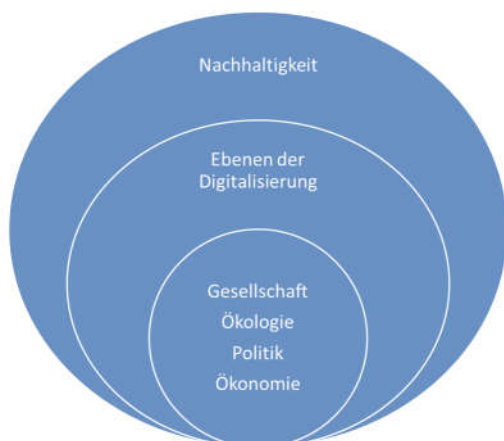 Nachhaltigkeit
Ebenen der
Digitalisierung
Gesellschaft
Ökologie
Politik
Ökonomie